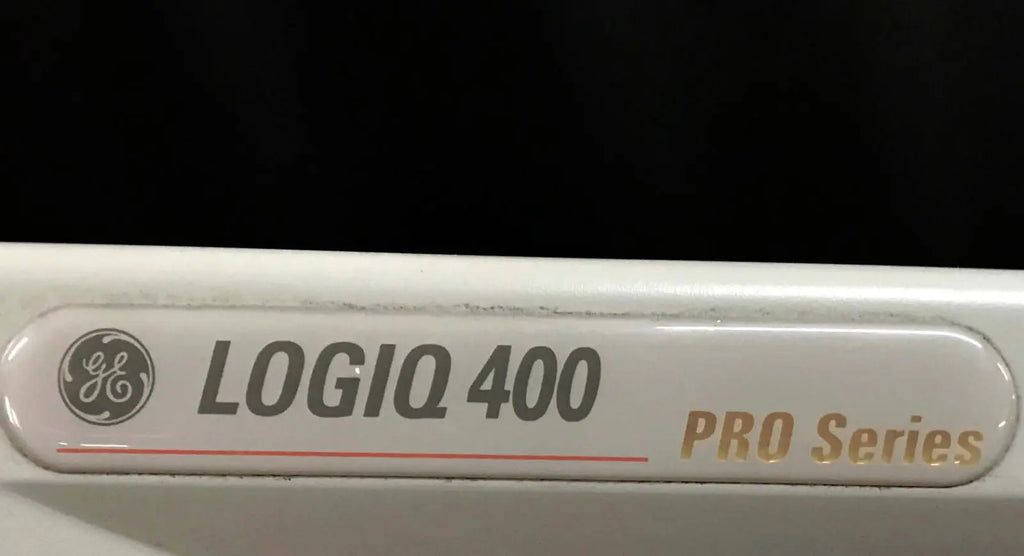 GE LOGIQ 400
PRO Series